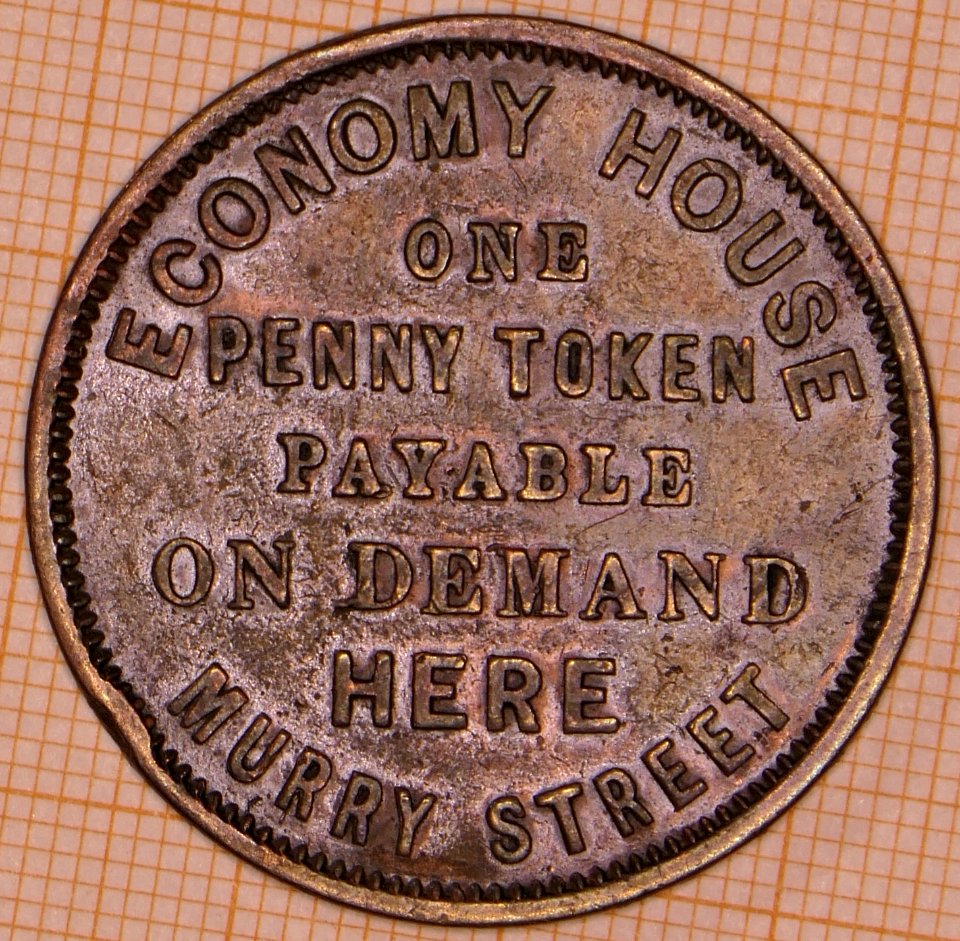 ECONOMY HOUSE
ONE
PENNY TOKEN
PAYABLE
ON DEMAND
HERE
MURRY STREET